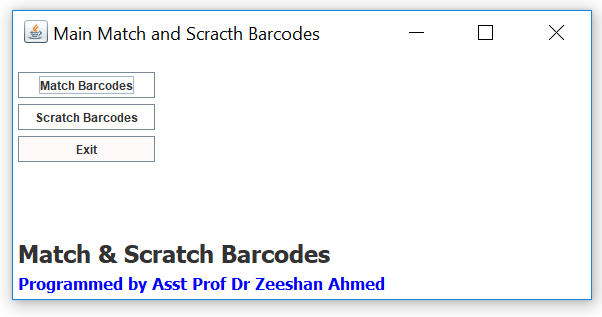 Main Match and Scracth Barcodes
Match Barcodes
Scratch Barcodes
Exit
Match & Scratch Barcodes
Programmed by Asst Prof Dr Zeeshan Ahmed